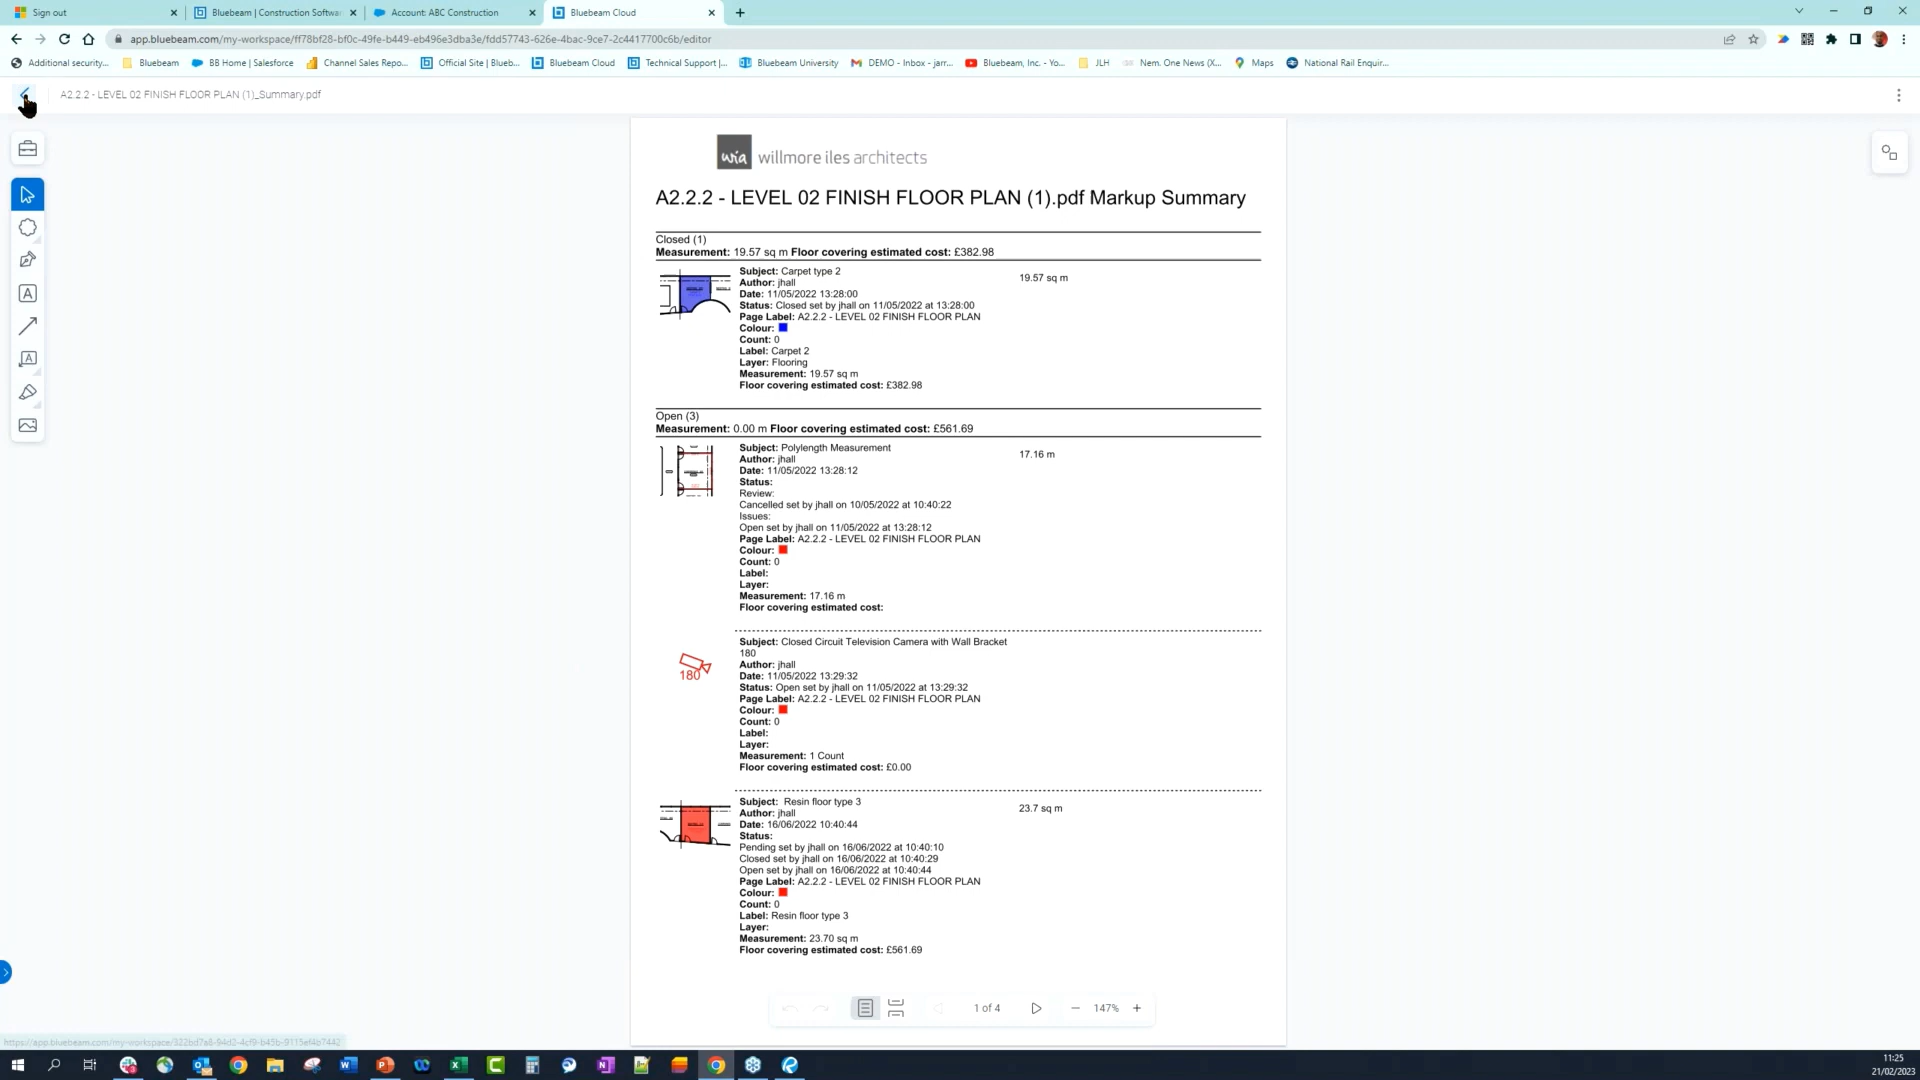 Sign out
Bluebeam | Construction Softwa
Account: ABC Construction
Bluebeam Cloud
app.bluebeam.com/my-workspace/ff78bf28-bf0c-49fe-b449-eb496e3dba3e/fdd57743-626e-4bac-9ce7-2c4417700c6b/editor
Additional security...
Bluebeam
BB Home | Salesforce
Channel Sales Repo...
Official Site | Blueb...
Bluebeam Cloud
Technical Support |...
Bluebeam University
DEMO - Inbox - jarr...
Bluebeam, Inc. - Yo...
JLH
Nem. One News (X...
Maps
National Rail Enquir...
A2.2.2 - LEVEL 02 FINISH FLOOR PLAN (1)_Summary.pdf
wia willmore iles architects
A2.2.2 - LEVEL 02 FINISH FLOOR PLAN (1).pdf Markup Summary
Closed (1)
Measurement: 19.57 sq m Floor covering estimated cost: £382.98
Subject: Carpet type 2
19.57 sq m
Author: jhall
Date: 11/05/2022 13:28:00
Status: Closed set by jhall on 11/05/2022 at 13:28:00
Page Label: A2.2.2 - LEVEL 02 FINISH FLOOR PLAN
Colour:
Count: 0
Label: Carpet 2
Layer: Flooring
Measurement: 19.57 sq m
Floor covering estimated cost: £382.98
Open (3)
Measurement: 0.00 m Floor covering estimated cost: £561.69
Subject: Polylength Measurement
17.16 m
Author: jhall
Date: 11/05/2022 13:28:12
Status:
Review:
Cancelled set by jhall on 10/05/2022 at 10:40:22
Issues:
Open set by jhall on 11/05/2022 at 13:28:12
Page Label: A2.2.2 - LEVEL 02 FINISH FLOOR PLAN
Colour:
Count: 0
Label:
Layer:
Measurement: 17.16 m
Floor covering estimated cost:
Subject: Closed Circuit Television Camera with Wall Bracket
180
180
Author: jhall
Date: 11/05/2022 13:29:32
Status: Open set by jhall on 11/05/2022 at 13:29:32
Page Label: A2.2.2 - LEVEL 02 FINISH FLOOR PLAN
Colour:
Count: 0
Label:
Layer:
Measurement: 1 Count
Floor covering estimated cost: £0.00
Subject: Resin floor type 3
23.7 sq m
Author: jhall
Date: 16/06/2022 10:40:44
Status:
Pending set by jhall on 16/06/2022 at 10:40:10
Closed set by jhall on 16/06/2022 at 10:40:29
Open set by jhall on 16/06/2022 at 10:40:44
Page Label: A2.2.2 - LEVEL 02 FINISH FLOOR PLAN
Colour:
Count: 0
Label: Resin floor type 3
Layer:
Measurement: 23.70 sq m
Floor covering estimated cost: £561.69
1 of 4
147%
https://app.bluebeam.com/my-workspace/322bd7a8-94d2-4cf9-b45b-9115ef4b7442
11:25
21/02/2023